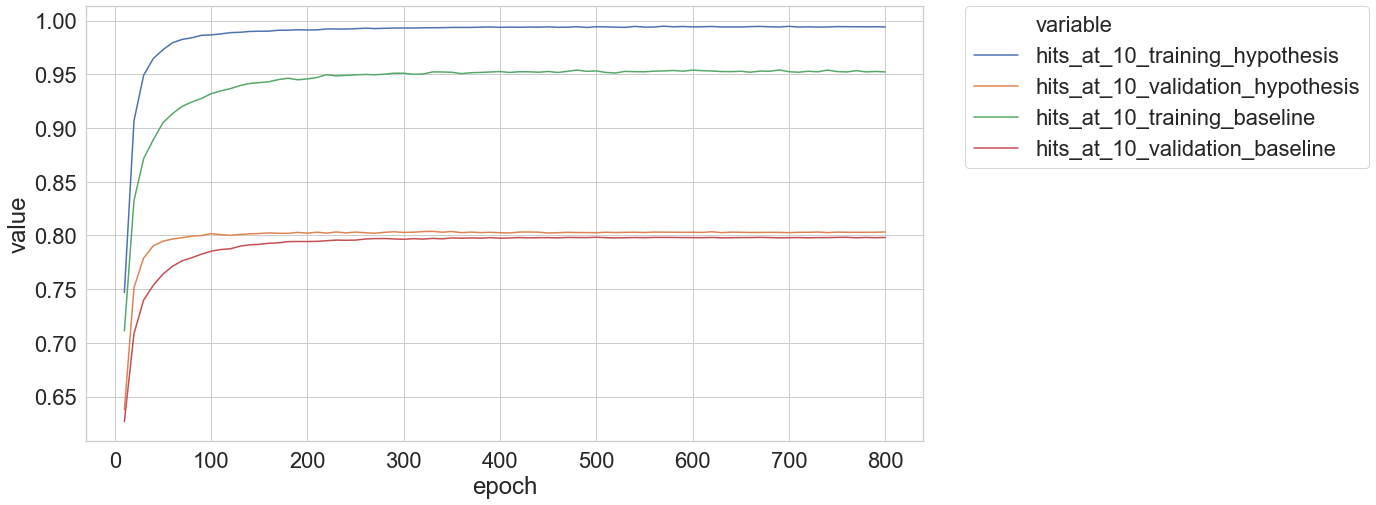 1.00
0.95
0.90
0.85
0.80
0.75
0.70
0.65
value
0 100 200 300 400 500 600 700 800
epoch
variable
hits_at_10_training_hypothesis
hits_at_10_validation_hypothesis
hits_at_10_training_baseline
hits_at_10_validation_baseline